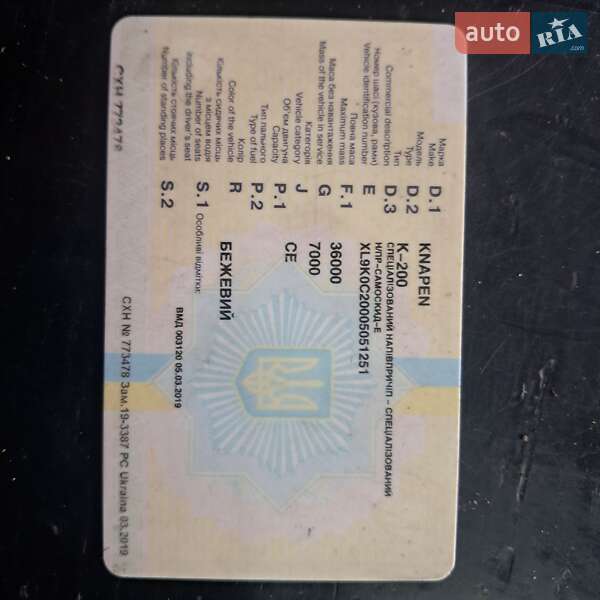 auto RIA .com
Марка
Make D.1 KNAPEN
Модель
Type D.2 K-200
Тип
Commercial description D.3 СПЕЦІАЛІЗОВАНИЙ НАПІВПРИЧІП - СПЕЦІАЛІЗОВАНИЙ
Н/ПР-САМОСКИД-Е
Номер шасі (кузова, рами)
Vehicle identification number E XL9K0C20005051251
Повна маса
Maximum mass F.1 36000
Маса без навантаження
Mass of the vehicle in service G 7000
Категорія
Vehicle category J CE
Об'єм двигуна
Capacity P.1
Тип пального
Type of fuel P.2
Колір
Color of the vehicle R БЕЖЕВИЙ
Кількість сидячих місць
з місцем водія
Number of seats
including the driver's seat S.1 Особливі відмітки:
Кількість стоячих місць
Number of standing places S.2
ВМД 003120 05.03.2019
СХН 773478
СХН № 773478 Зам.19-3387 PC Ukraina 03.2019